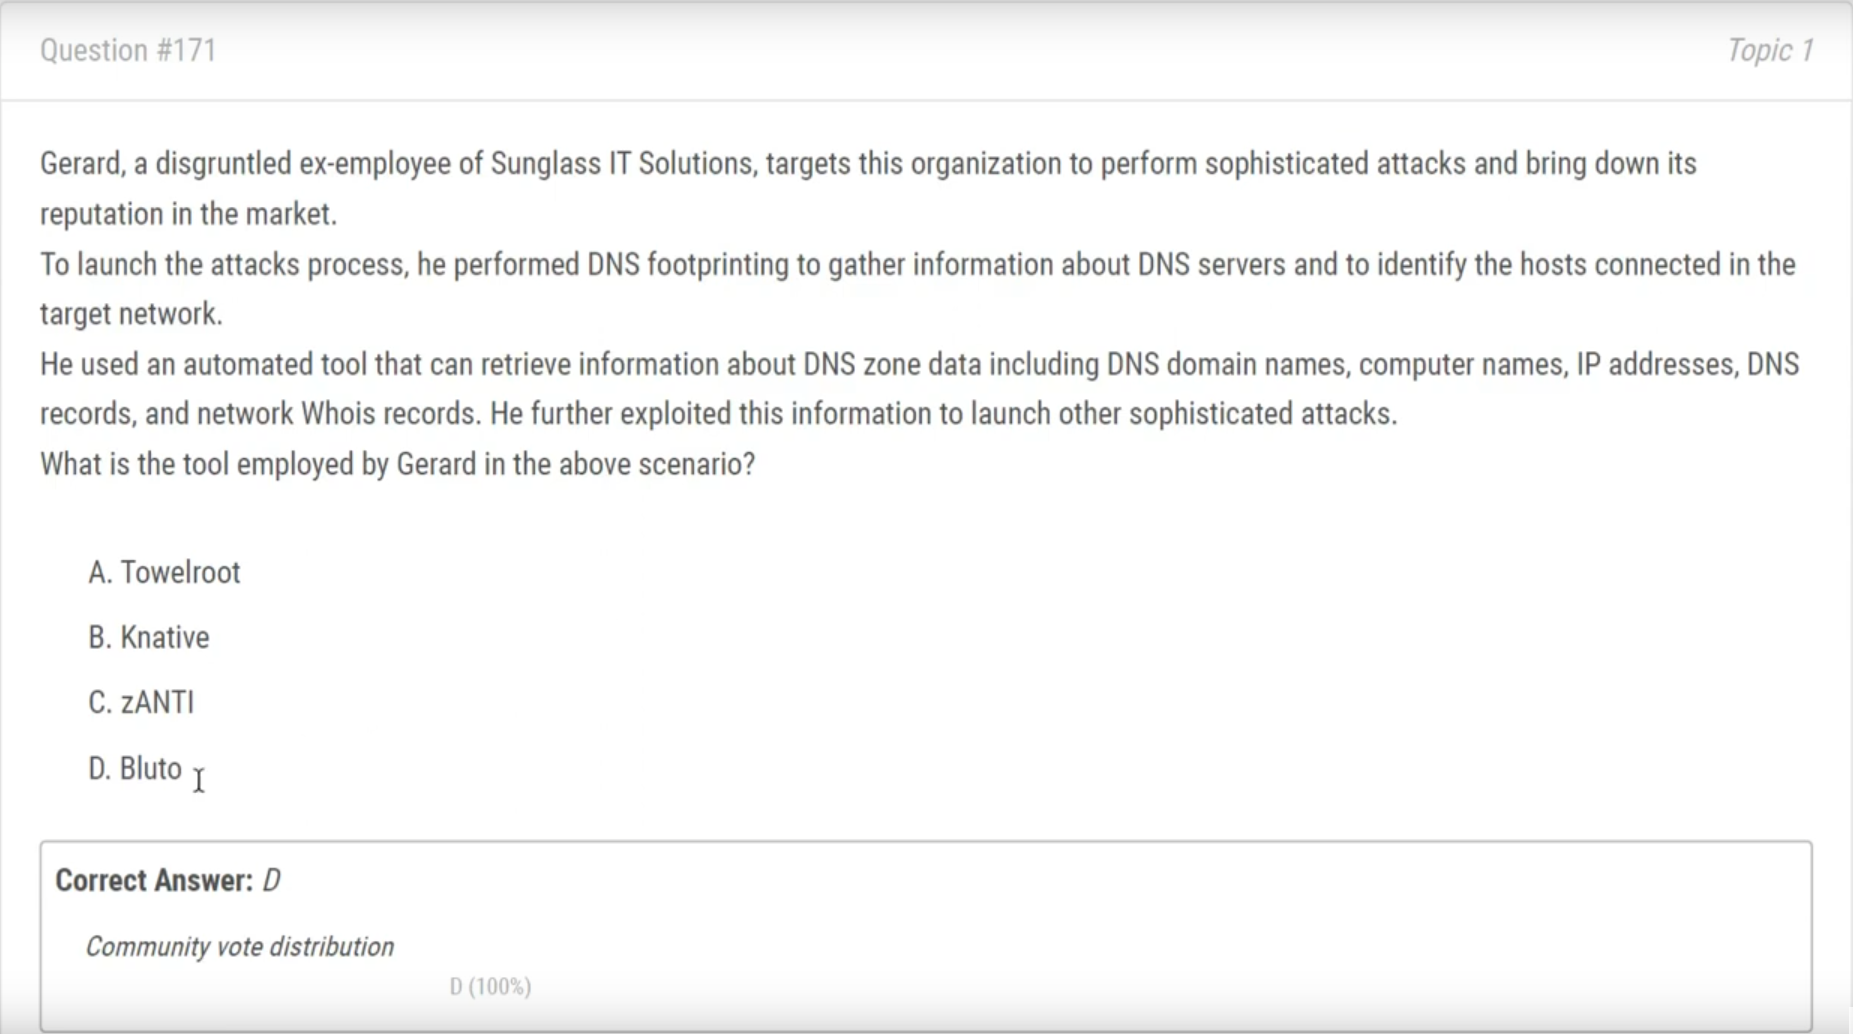 Question #171
Topic 1
Gerard, a disgruntled ex-employee of Sunglass IT Solutions, targets this organization to perform sophisticated attacks and bring down its
reputation in the market.
To launch the attacks process, he performed DNS footprinting to gather information about DNS servers and to identify the hosts connected in the
target network.
He used an automated tool that can retrieve information about DNS zone data including DNS domain names, computer names, IP addresses, DNS
records, and network Whois records. He further exploited this information to launch other sophisticated attacks.
What is the tool employed by Gerard in the above scenario?
A. Towelroot
B. Knative
C. zANTI
D. Bluto
Correct Answer: D
Community vote distribution
D (100%)